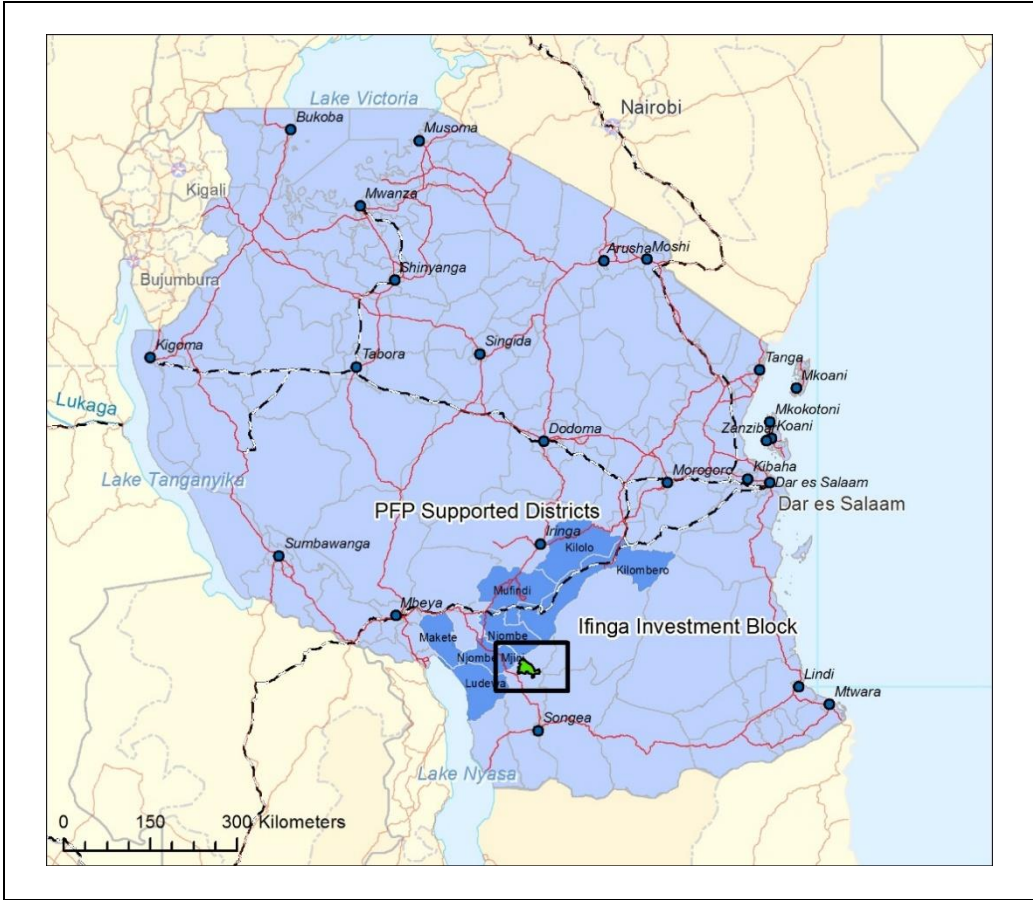 Lake Victoria
Bukoba
Musoma
Nairobi
Kigali
Mwanza
Bujumbura
Shinyanga
Arusha
Moshi
Kigoma
Tabora
Singida
Tanga
Mkoani
Lukaga
Mkokotoni
Zanzibar
Koani
Dodoma
Lake Tanganyika
Morogoro
Kibaha
Dar es Salaam
Dar es Salaam
PFP Supported Districts
Iringa
Kilolo
Sumbawanga
Kilombero
Mufindi
Mbeya
Makete
Njombe
Ifinga Investment Block
Njombe Mjini
Ludewa
Lindi
Mtwara
Songea
Lake Nyasa
0 150 300 Kilometers